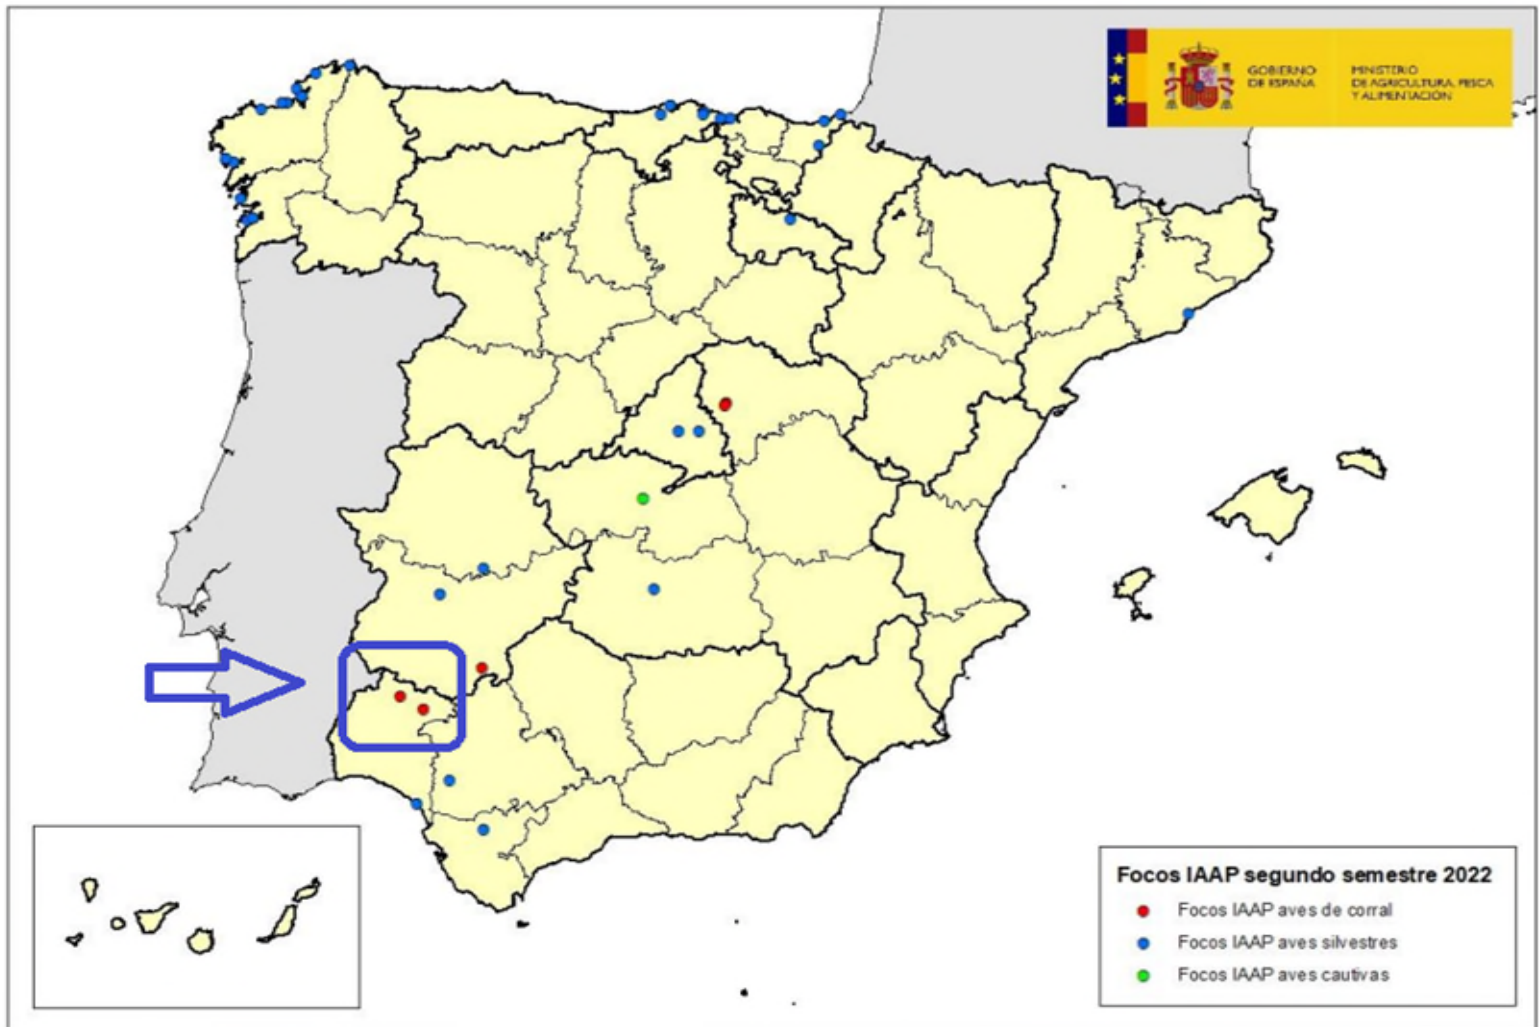 GOBIERNO
DE ESPAÑA
MINISTERIO
DE AGRICULTURA, PESCA
Y ALIMENTACIÓN
Focos IAAP segundo semestre 2022
Focos IAAP aves de corral
Focos IAAP aves silvestres
Focos IAAP aves cautivas